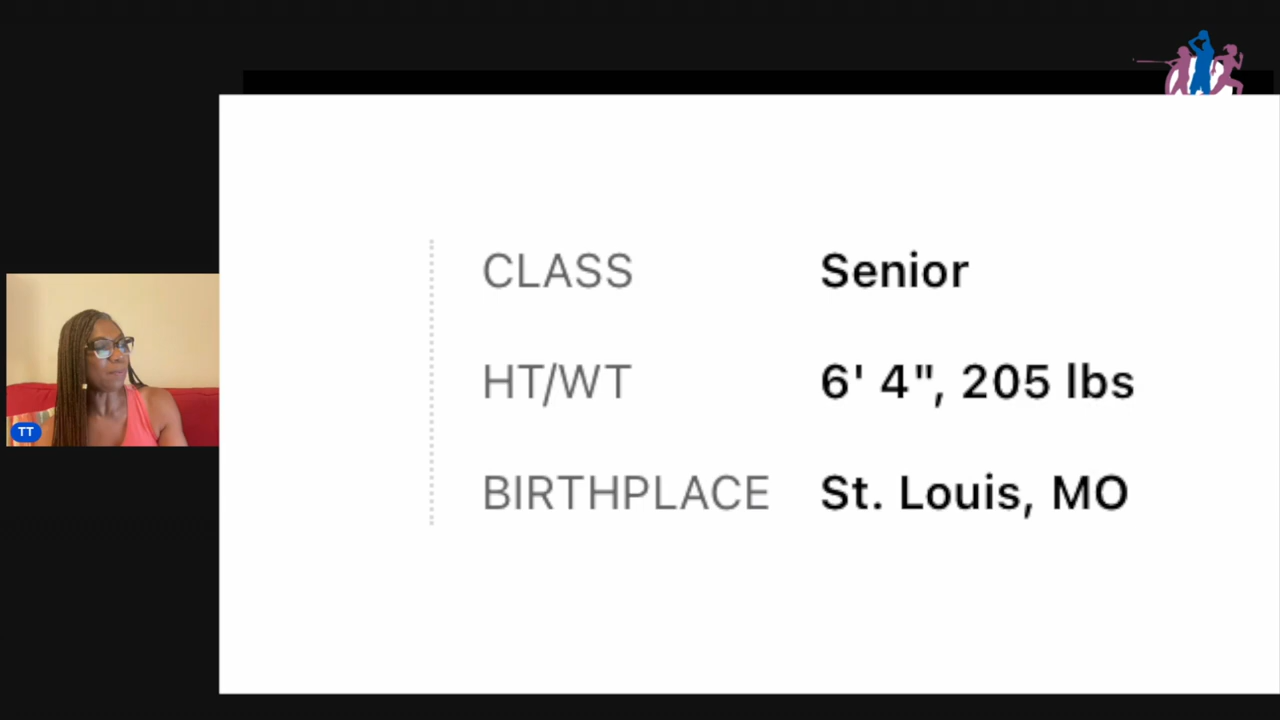 CLASS Senior
HT/WT 6' 4", 205 lbs
BIRTHPLACE St. Louis, MO
TT